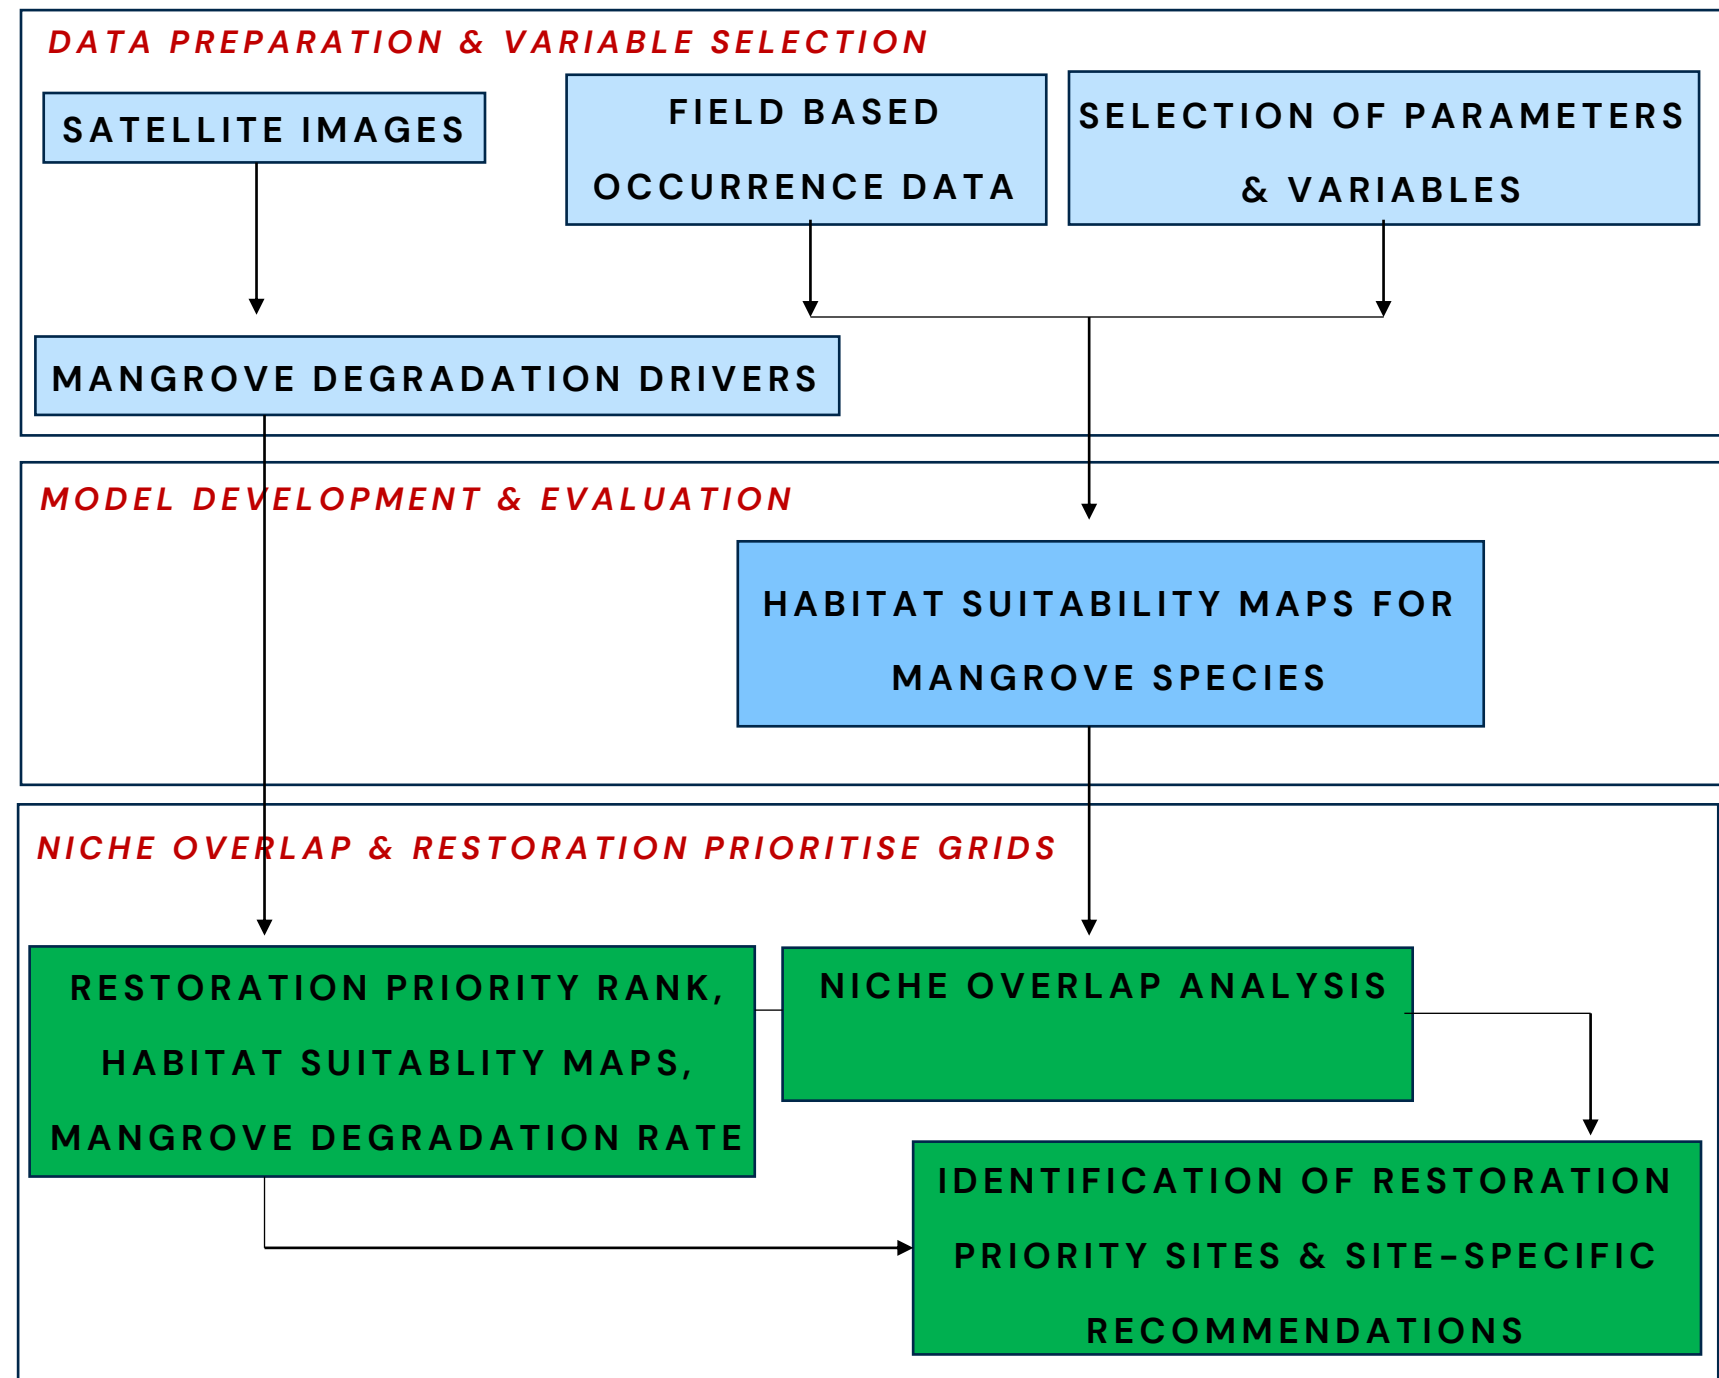 DATA PREPARATION & VARIABLE SELECTION
SATELLITE IMAGES
FIELD BASED
OCCURRENCE DATA
SELECTION OF PARAMETERS
& VARIABLES
MANGROVE DEGRADATION DRIVERS
MODEL DEVELOPMENT & EVALUATION
HABITAT SUITABILITY MAPS FOR
MANGROVE SPECIES
NICHE OVERLAP & RESTORATION PRIORITISE GRIDS
RESTORATION PRIORITY RANK,
HABITAT SUITABLITY MAPS,
MANGROVE DEGRADATION RATE
NICHE OVERLAP ANALYSIS
IDENTIFICATION OF RESTORATION
PRIORITY SITES & SITE-SPECIFIC
RECOMMENDATIONS